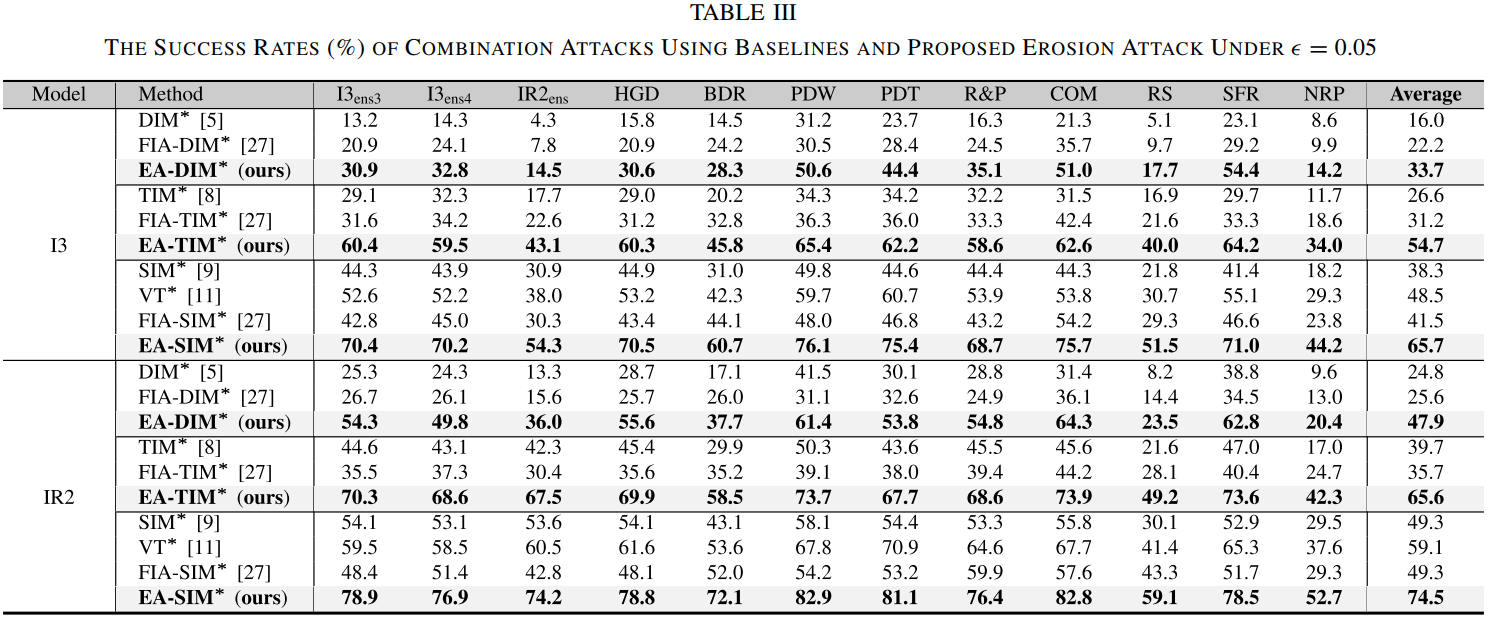 TABLE III
THE SUCCESS RATES (%) OF COMBINATION ATTACKS USING BASELINES AND PROPOSED EROSION ATTACK UNDER ϵ = 0.05
Model Method I3ens3 I3ens4 IR2ens HGD BDR PDW PDT R&P COM RS SFR NRP Average
DIM* [5] 13.2 14.3 4.3 15.8 14.5 31.2 23.7 16.3 21.3 5.1 23.1 8.6 16.0
FIA-DIM* [27] 20.9 24.1 7.8 20.9 24.2 30.5 28.4 24.5 35.7 9.7 29.2 9.9 22.2
EA-DIM* (ours) 30.9 32.8 14.5 30.6 28.3 50.6 44.4 35.1 51.0 17.7 54.4 14.2 33.7
TIM* [8] 29.1 32.3 17.7 29.0 20.2 34.3 34.2 32.2 31.5 16.9 29.7 11.7 26.6
FIA-TIM* [27] 31.6 34.2 22.6 31.2 32.8 36.3 36.0 33.3 42.4 21.6 33.3 18.6 31.2
I3 EA-TIM* (ours) 60.4 59.5 43.1 60.3 45.8 65.4 62.2 58.6 62.6 40.0 64.2 34.0 54.7
SIM* [9] 44.3 43.9 30.9 44.9 31.0 49.8 44.6 44.4 44.3 21.8 41.4 18.2 38.3
VT* [11] 52.6 52.2 38.0 53.2 42.3 59.7 60.7 53.9 53.8 30.7 55.1 29.3 48.5
FIA-SIM* [27] 42.8 45.0 30.3 43.4 44.1 48.0 46.8 43.2 54.2 29.3 46.6 23.8 41.5
EA-SIM* (ours) 70.4 70.2 54.3 70.5 60.7 76.1 75.4 68.7 75.7 51.5 71.0 44.2 65.7
DIM* [5] 25.3 24.3 13.3 28.7 17.1 41.5 30.1 28.8 31.4 8.2 38.8 9.6 24.8
FIA-DIM* [27] 26.7 26.1 15.6 25.7 26.0 31.1 32.6 24.9 36.1 14.4 34.5 13.0 25.6
EA-DIM* (ours) 54.3 49.8 36.0 55.6 37.7 61.4 53.8 54.8 64.3 23.5 62.8 20.4 47.9
TIM* [8] 44.6 43.1 42.3 45.4 29.9 50.3 43.6 45.5 45.6 21.6 47.0 17.0 39.7
FIA-TIM* [27] 35.5 37.3 30.4 35.6 35.2 39.1 38.0 39.4 44.2 28.1 40.4 24.7 35.7
IR2 EA-TIM* (ours) 70.3 68.6 67.5 69.9 58.5 73.7 67.7 68.6 73.9 49.2 73.6 42.3 65.6
SIM* [9] 54.1 53.1 53.6 54.1 43.1 58.1 54.4 53.3 55.8 30.1 52.9 29.5 49.3
VT* [11] 59.5 58.5 60.5 61.6 53.6 67.8 70.9 64.6 67.7 41.4 65.3 37.6 59.1
FIA-SIM* [27] 48.4 51.4 42.8 48.1 52.0 54.2 53.2 59.9 57.6 43.3 51.7 29.3 49.3
EA-SIM* (ours) 78.9 76.9 74.2 78.8 72.1 82.9 81.1 76.4 82.8 59.1 78.5 52.7 74.5